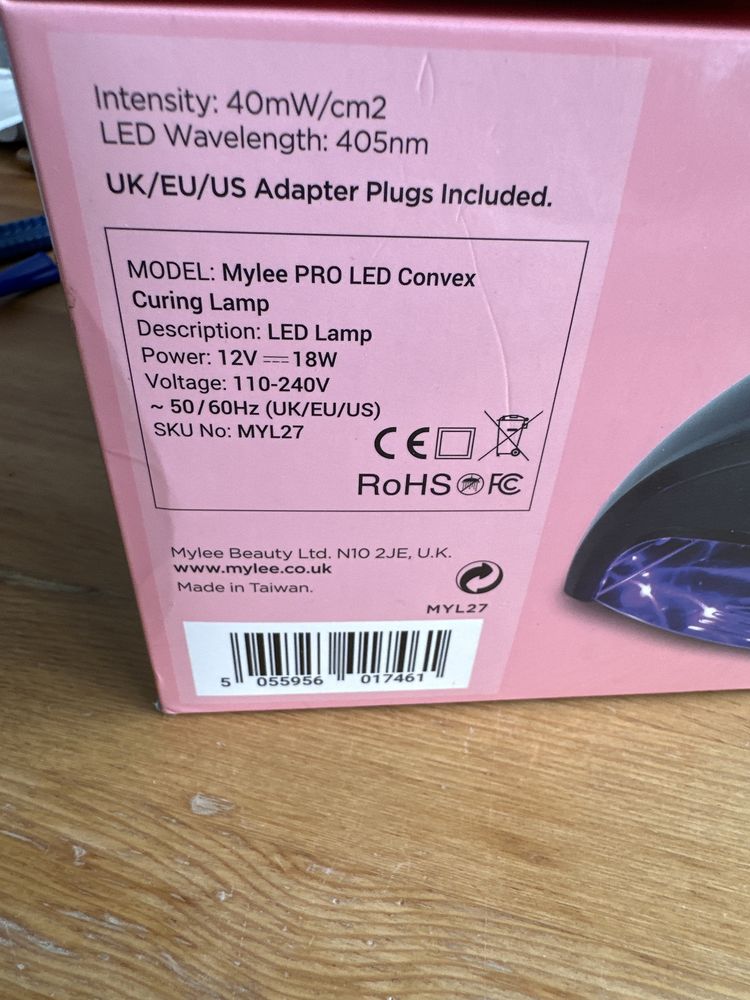 Intensity: 40mW/cm2
LED Wavelength: 405nm
UK/EU/US Adapter Plugs Included.
MODEL: Mylee PRO LED Convex
Curing Lamp
Description: LED Lamp
Power: 12V ⎓ 18W
Voltage: 110-240V
~ 50/60Hz (UK/EU/US)
SKU No: MYL27
CE
RoHS FC
Mylee Beauty Ltd. N10 2JE, U.K.
www.mylee.co.uk
Made in Taiwan.
MYL27
5 055956 017461